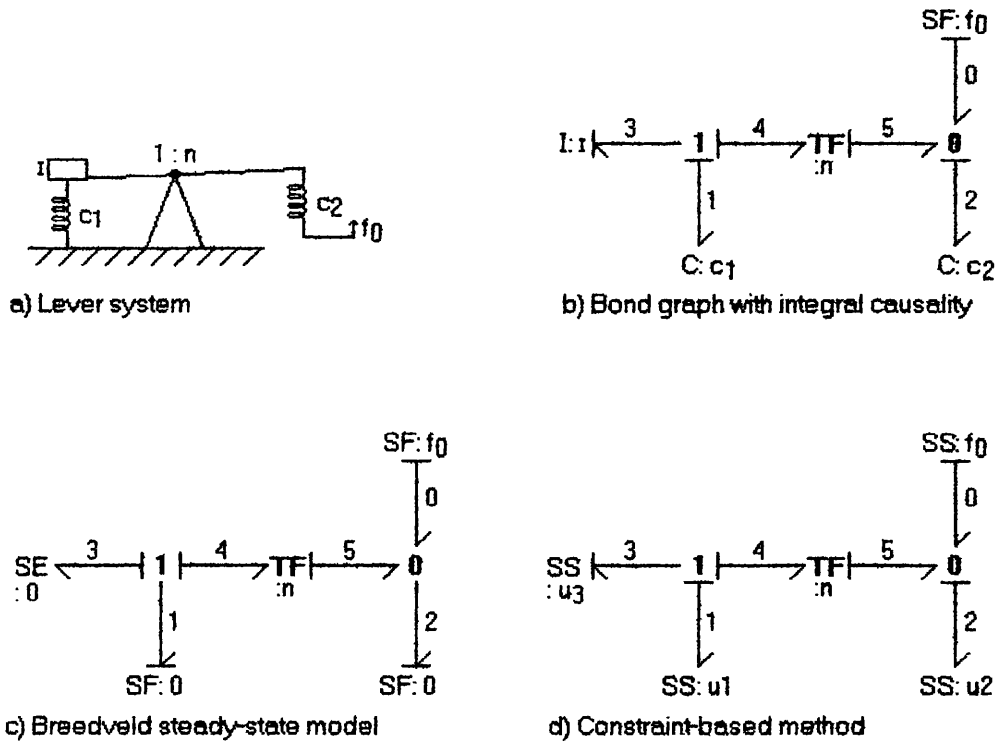 I
1 : n
c1
c2
f0
a) Lever system
SF: f0
0
I: I
3
1
4
TF
:n
5
0
1
2
C: c1
C: c2
b) Bond graph with integral causality
SF: f0
0
SE
: 0
3
1
4
TF
:n
5
0
1
2
SF: 0
SF: 0
c) Breedveld steady-state model
SS: f0
0
SS
: u3
3
1
4
TF
:n
5
0
1
2
SS: u1
SS: u2
d) Constraint-based method